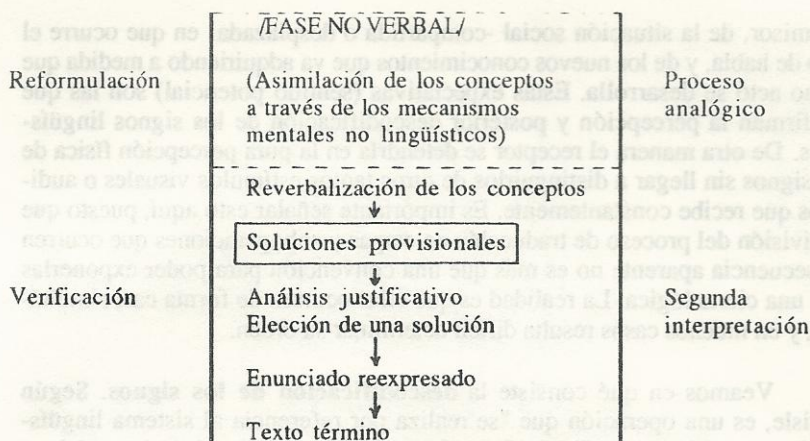 /FASE NO VERBAL/
Reformulación (Asimilación de los conceptos Proceso
a través de los mecanismos analógico
mentales no lingüísticos)
Reverbalización de los conceptos
Soluciones provisionales
Verificación Análisis justificativo Segunda
Elección de una solución interpretación
Enunciado reexpresado
Texto término